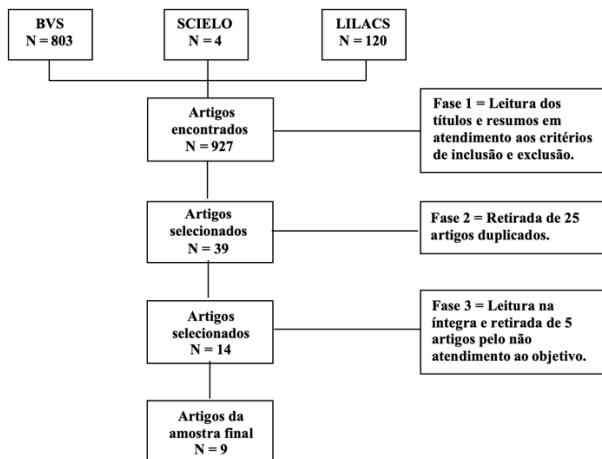 BVS
N = 803
SCIELO
N = 4
LILACS
N = 120
Artigos
encontrados
N = 927
Fase 1 = Leitura dos
títulos e resumos em
atendimento aos critérios
de inclusão e exclusão.
Artigos
selecionados
N = 39
Fase 2 = Retirada de 25
artigos duplicados.
Artigos
selecionados
N = 14
Fase 3 = Leitura na
íntegra e retirada de 5
artigos pelo não
atendimento ao objetivo.
Artigos da
amostra final
N = 9